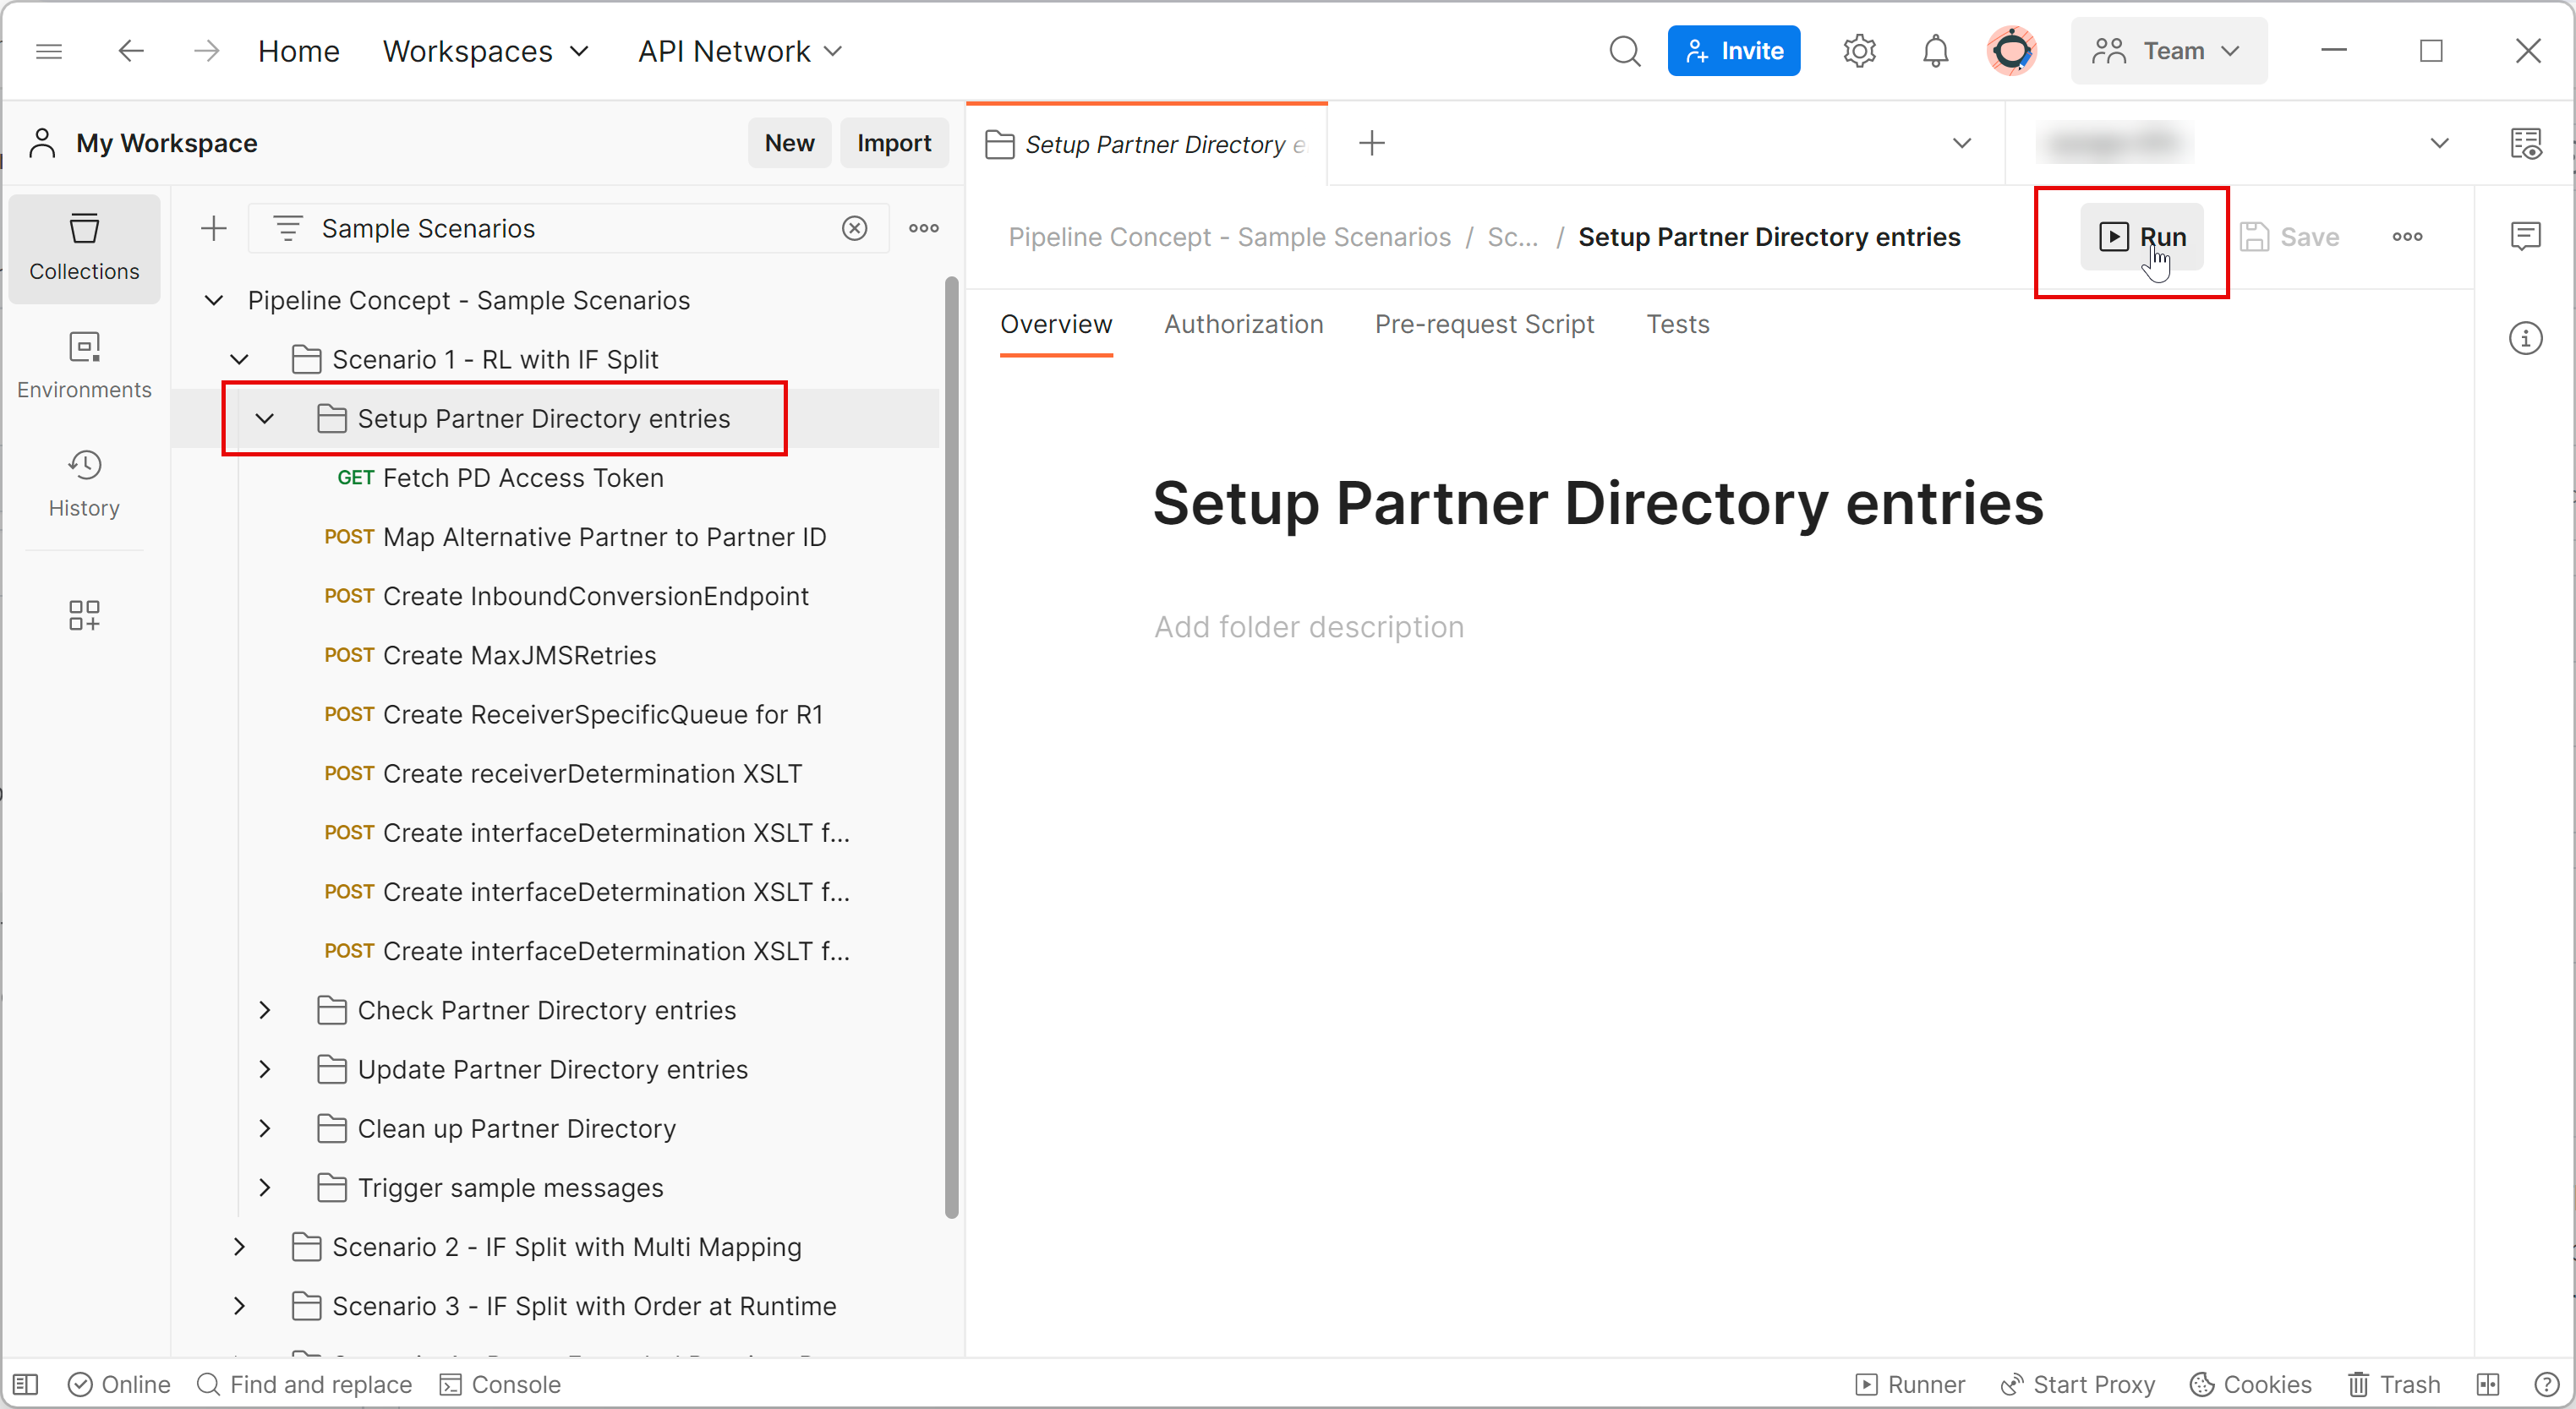 Home Workspaces API Network Invite Team
My Workspace New Import
Setup Partner Directory e
Collections
Environments
History
Sample Scenarios
Pipeline Concept - Sample Scenarios
Scenario 1 - RL with IF Split
Setup Partner Directory entries
GET Fetch PD Access Token
POST Map Alternative Partner to Partner ID
POST Create InboundConversionEndpoint
POST Create MaxJMSRetries
POST Create ReceiverSpecificQueue for R1
POST Create receiverDetermination XSLT
POST Create interfaceDetermination XSLT f...
POST Create interfaceDetermination XSLT f...
POST Create interfaceDetermination XSLT f...
Check Partner Directory entries
Update Partner Directory entries
Clean up Partner Directory
Trigger sample messages
Scenario 2 - IF Split with Multi Mapping
Scenario 3 - IF Split with Order at Runtime
Pipeline Concept - Sample Scenarios / Sc... / Setup Partner Directory entries
Run Save
Overview Authorization Pre-request Script Tests
Setup Partner Directory entries
Add folder description
Online Find and replace Console Runner Start Proxy Cookies Trash